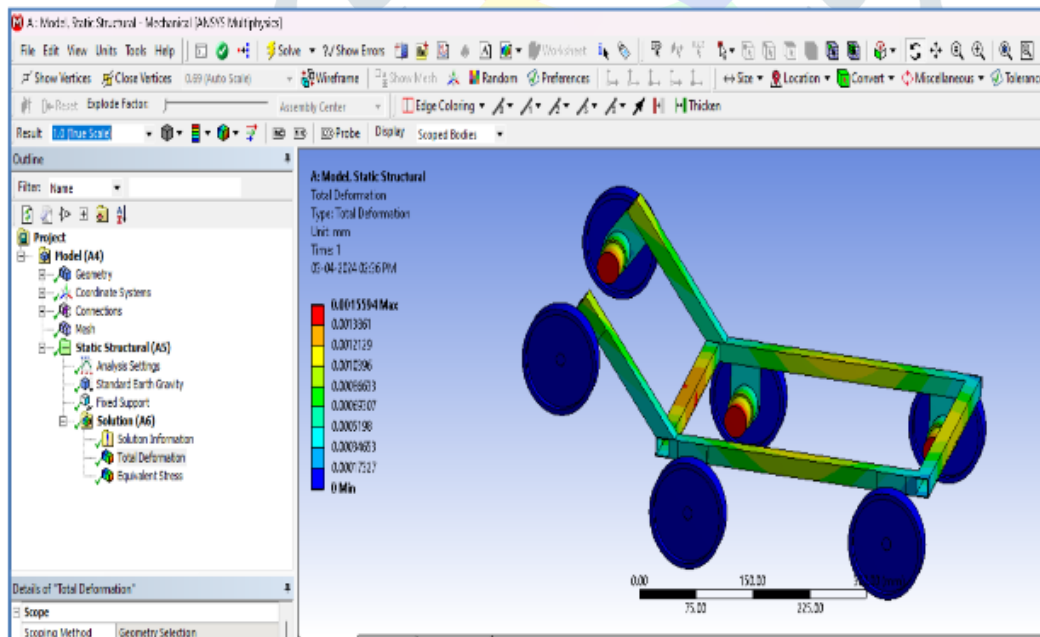 A : Model, Static Structural - Mechanical [ANSYS Multiphysics]
File Edit View Units Tools Help Solve ?/ Show Errors Worksheet
Show Vertices Close Vertices 0.69 (Auto Scale) Wireframe Show Mesh Random Preferences Size Location Convert Miscellaneous Tolerance
Reset Explode Factor: Assembly Center Edge Coloring Thicken
Result 1.0 (True Scale) Probe Display Scoped Bodies
Outline
Filter: Name
Project
Model (A4)
Geometry
Coordinate Systems
Connections
Mesh
Static Structural (A5)
Analysis Settings
Standard Earth Gravity
Fixed Support
Solution (A6)
Solution Information
Total Deformation
Equivalent Stress
Details of "Total Deformation"
Scope
Scoping Method Geometry Selection
A: Model, Static Structural
Total Deformation
Type: Total Deformation
Unit: mm
Time: 1
0.0015594 Max
0.0013861
0.0012129
0.0010396
0.00086633
0.00069307
0.0005198
0.00034653
0.00017327
0 Min
0.00 150.00
75.00 225.00